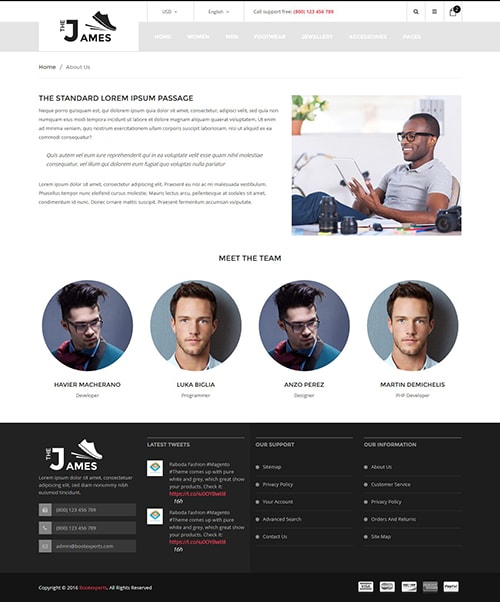 THE JAMES
USD
English
Call support free: (800) 123 456 789
2
HOME WOMEN MEN FOOTWEAR JEWELLERY ACCESSORIES PAGES
Home / About Us
THE STANDARD LOREM IPSUM PASSAGE
Neque porro quisquam est, qui dolorem ipsum quia dolor sit amet, consectetur, adipisci velit, sed quia non
numquam eius modi tempora incidunt ut labore et dolore magnam aliquam quaerat voluptatem. Ut enim
ad minima veniam, quis nostrum exercitationem ullam corporis suscipit laboriosam, nisi ut aliquid ex ea
commodi consequatur?
Quis autem vel eum iure reprehenderit qui in ea voluptate velit esse quam nihil molestiae
consequatur, vel illum qui dolorem eum fugiat quo voluptas nulla pariatur?
Lorem ipsum dolor sit amet, consectetur adipiscing elit. Praesent eu nisi ac mi malesuada vestibulum.
Phasellus tempor nunc eleifend cursus molestie. Mauris lectus arcu, pellentesque at sodales sit amet,
condimentum id nunc. Donec ornare mattis suscipit. Praesent fermentum accumsan vulputate.
MEET THE TEAM
HAVIER MACHERANO
Developer
LUKA BIGLIA
Programmer
ANZO PEREZ
Designer
MARTIN DEMICHELIS
PHP Developer
THE JAMES
Lorem ipsum dolor sit amet, consectetuer
euismod tincidunt.
(800) 123 456 789
(800) 123 456 789
admin@bootexperts.com
LATEST TWEETS
Raboda Fashion #Magento
#Theme comes up with pure
white and grey, which great show
your products. Check it:
16h
Raboda Fashion #Magento
#Theme comes up with pure
white and grey, which great show
your products. Check it:
16h
OUR SUPPORT
Sitemap
Privacy Policy
Your Account
Advanced Search
Contact Us
OUR INFORMATION
About Us
Customer Service
Privacy Policy
Orders And Returns
Site Map
Copyright © 2016 Bootexperts. All Rights Reserved